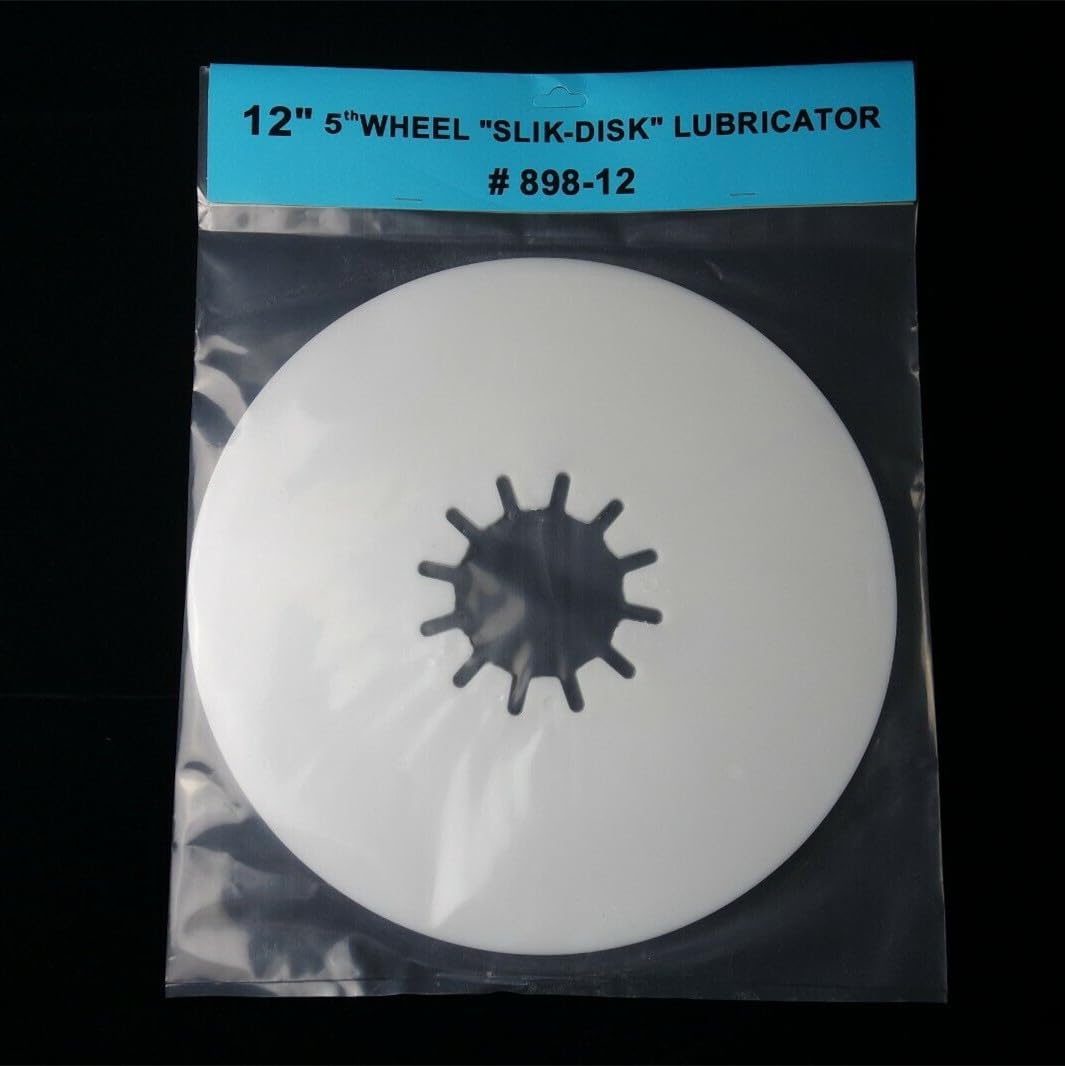 12" 5thWHEEL "SLIK-DISK" LUBRICATOR
# 898-12